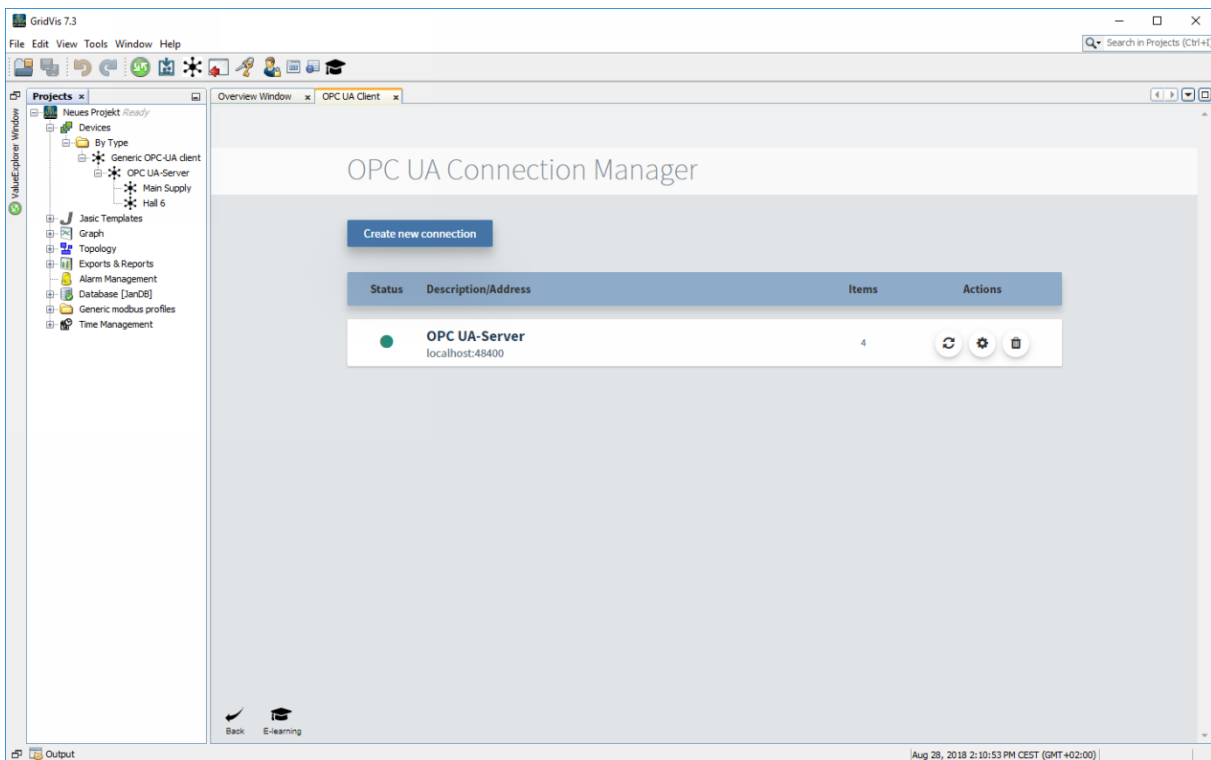 GridVis 7.3
File Edit View Tools Window Help
Search in Projects (Ctrl+I)
ValueExplorer Window
Projects
Neues Projekt Ready
Devices
By Type
Generic OPC-UA client
OPC UA-Server
Main Supply
Hall 6
Jasic Templates
Graph
Topology
Exports & Reports
Alarm Management
Database [JanDB]
Generic modbus profiles
Time Management
Overview Window OPC UA Client
OPC UA Connection Manager
Create new connection
Status Description/Address Items Actions
OPC UA-Server
localhost:48400
4
Back E-learning
Output
Aug 28, 2018 2:10:53 PM CEST (GMT+02:00)